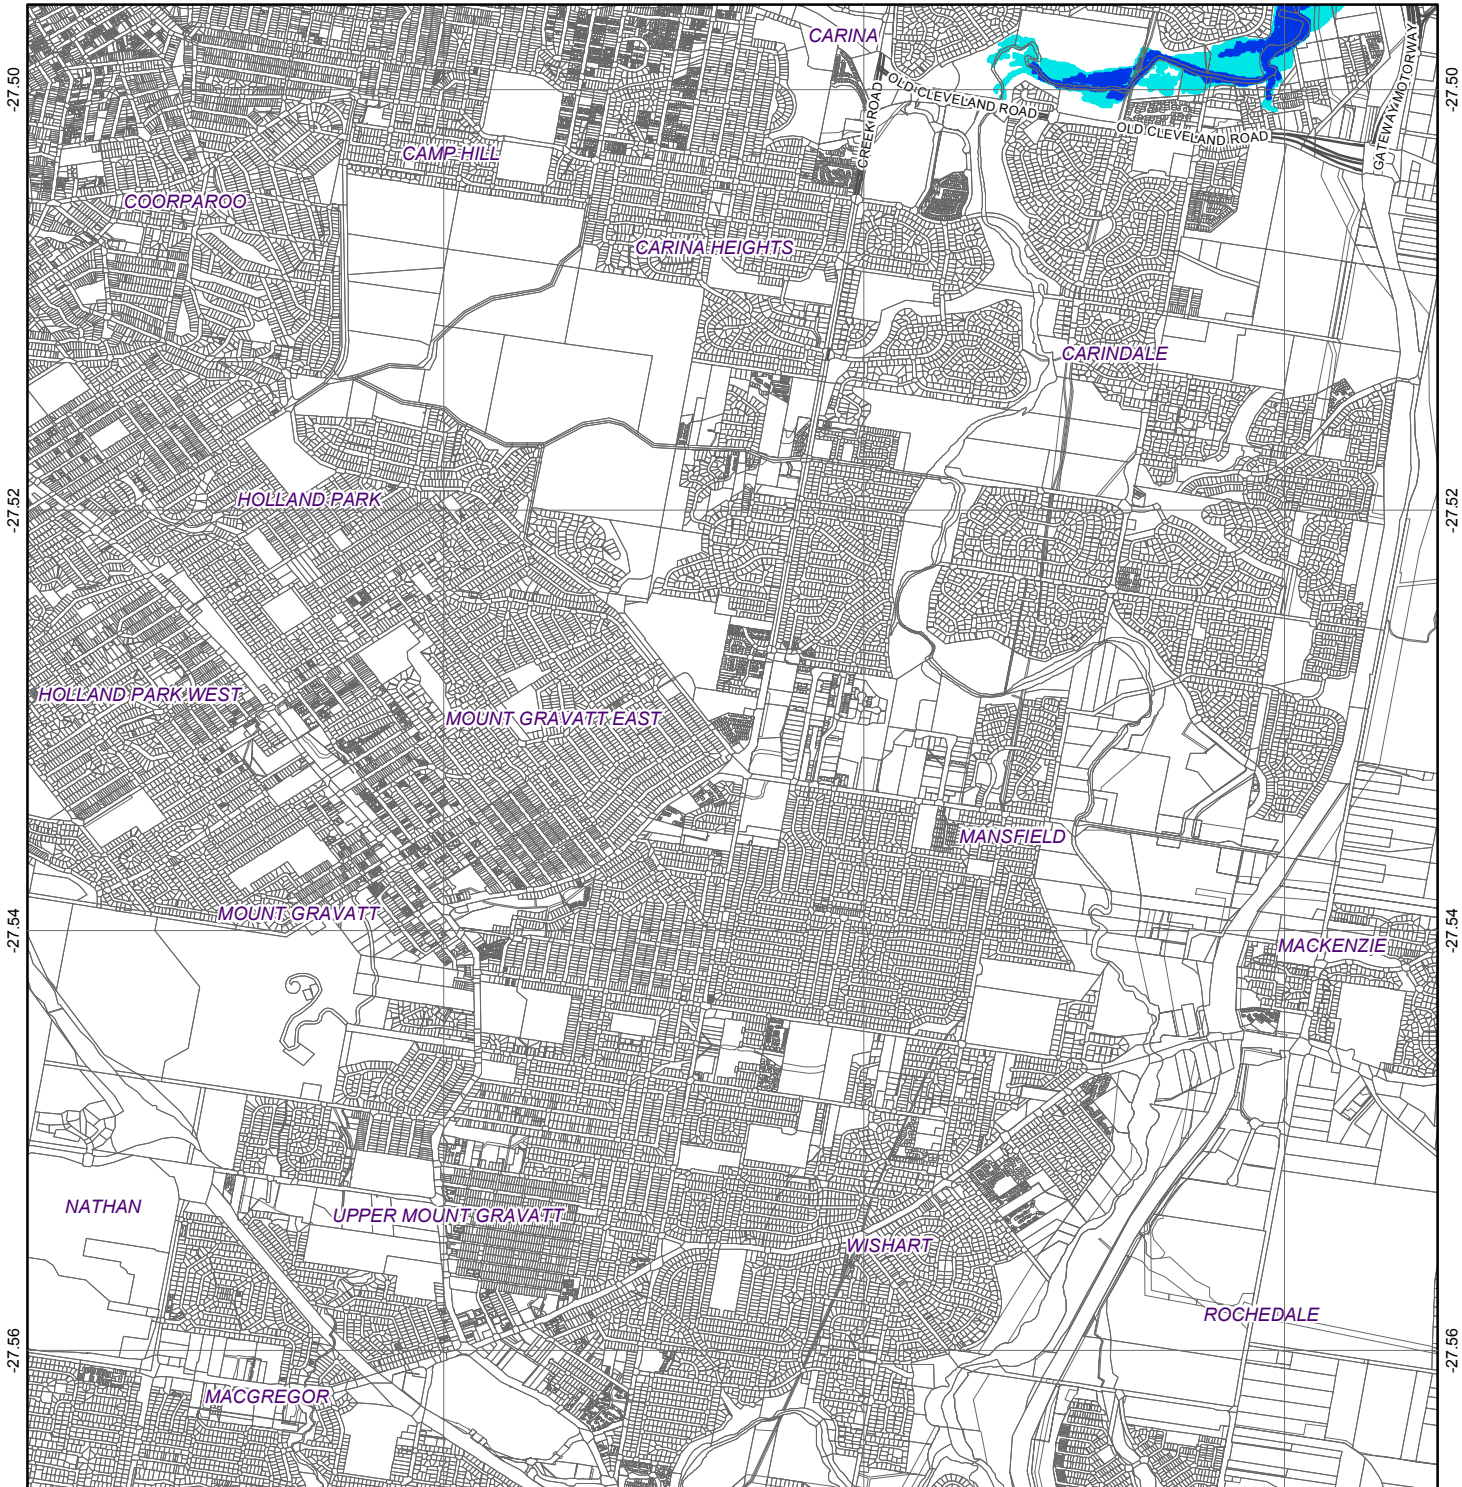 CARINA
-27.50
-27.50
OLD CLEVELAND ROAD
CREEK ROAD
OLD CLEVELAND ROAD
GATEWAY MOTORWAY
CAMP HILL
COORPAROO
CARINA HEIGHTS
CARINDALE
HOLLAND PARK
-27.52
-27.52
HOLLAND PARK WEST
MOUNT GRAVATT EAST
MANSFIELD
MOUNT GRAVATT
-27.54
-27.54
MACKENZIE
NATHAN
UPPER MOUNT GRAVATT
WISHART
ROCHEDALE
-27.56
-27.56
MACGREGOR